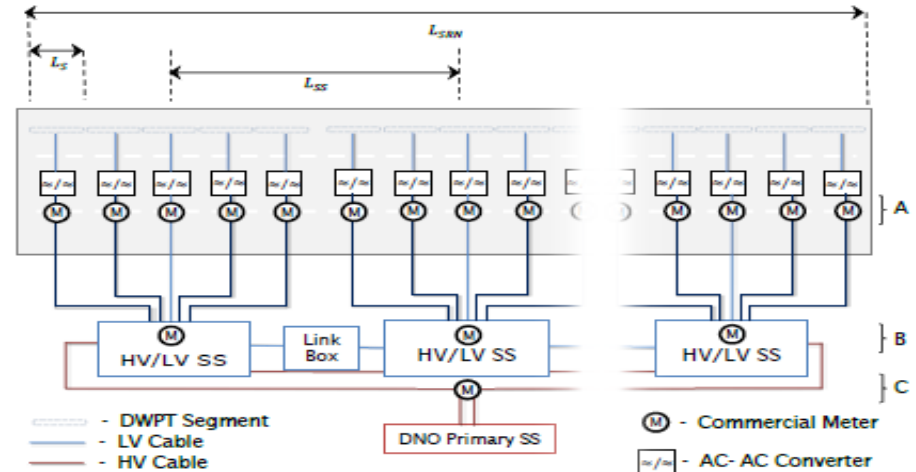 L_SRN
L_S
L_SS
≈/≈ ≈/≈ ≈/≈ ≈/≈ ≈/≈ ≈/≈ ≈/≈ ≈/≈ ≈/≈ ≈/≈ ≈/≈ ≈/≈ ≈/≈
M M M M M M M M M M M M M M M A
M M M
HV/LV SS Link Box HV/LV SS HV/LV SS B
M C
- DWPT Segment
- LV Cable
- HV Cable
DNO Primary SS
M - Commercial Meter
≈/≈ - AC- AC Converter